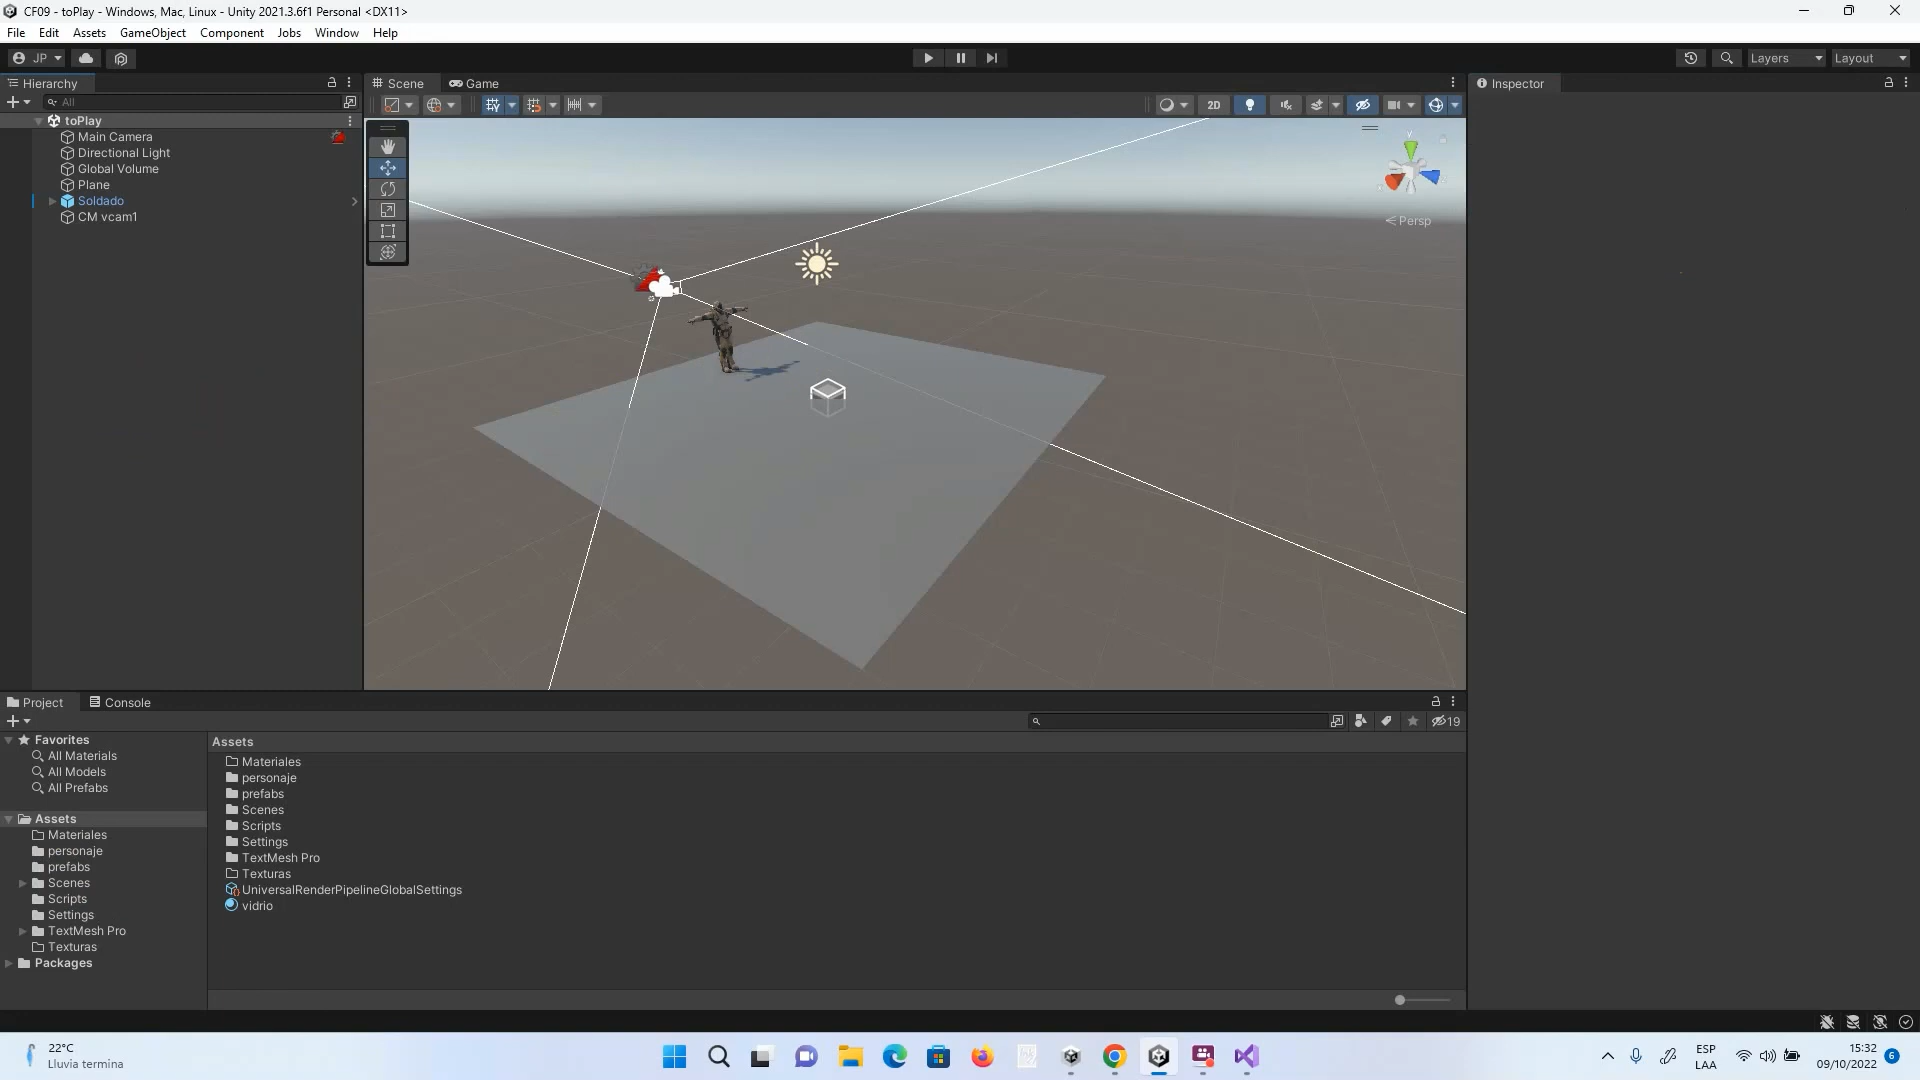 CF09 - toPlay - Windows, Mac, Linux - Unity 2021.3.6f1 Personal <DX11>
File Edit Assets GameObject Component Jobs Window Help
JP Layers Layout
Hierarchy Scene Game Inspector
All 2D
toPlay
Main Camera
Directional Light
Global Volume
Plane
Soldado
CM vcam1
y
Persp
Project Console
19
Favorites
All Materials
All Models
All Prefabs
Assets
Materiales
personaje
prefabs
Scenes
Scripts
Settings
TextMesh Pro
Texturas
Packages
Assets
Materiales
personaje
prefabs
Scenes
Scripts
Settings
TextMesh Pro
Texturas
UniversalRenderPipelineGlobalSettings
vidrio
22°C
Lluvia termina
ESP
LAA
15:32
09/10/2022
6